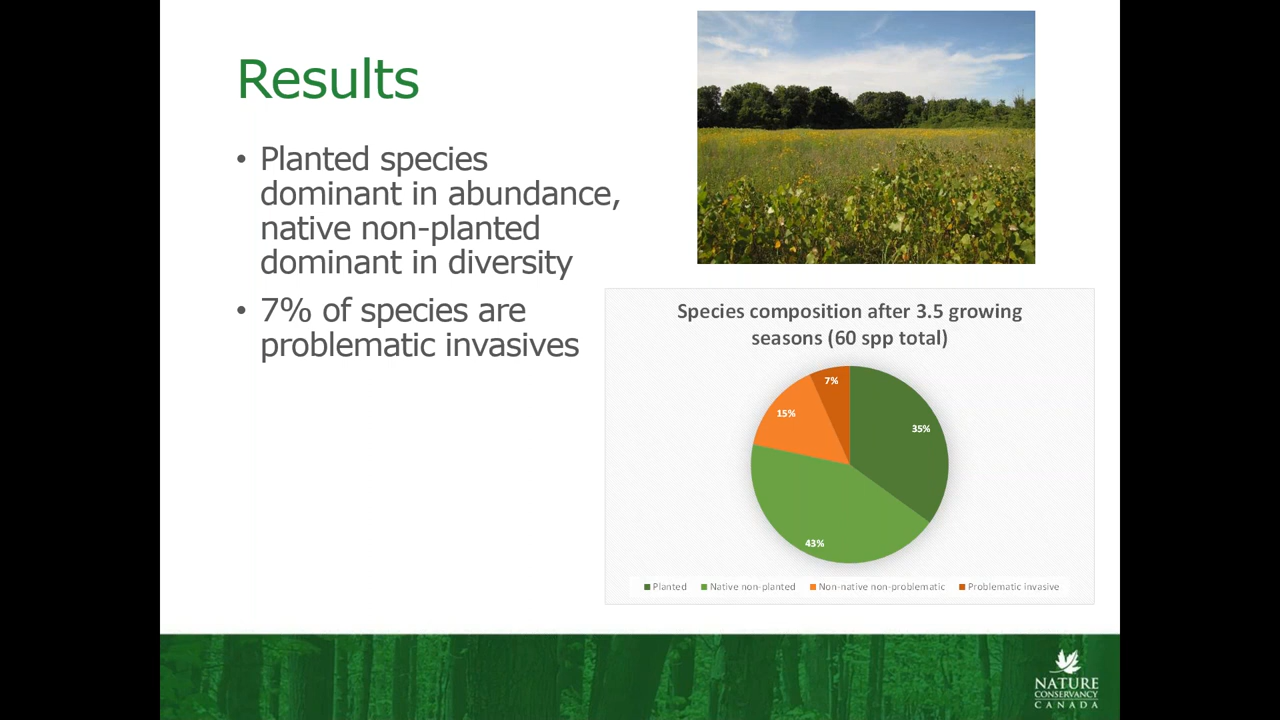 Results
• Planted species
dominant in abundance,
native non-planted
dominant in diversity
• 7% of species are
problematic invasives
Species composition after 3.5 growing
seasons (60 spp total)
7%
15%
35%
43%
Planted Native non-planted Non-native non-problematic Problematic invasive
NATURE
CONSERVANCY
CANADA